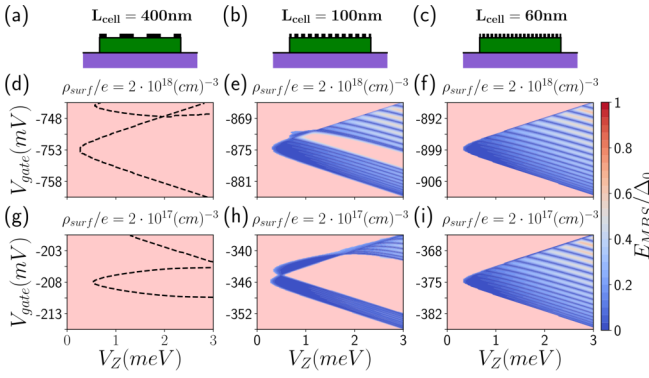 (a) L_cell = 400nm (b) L_cell = 100nm (c) L_cell = 60nm
(d) ρ_surf/e = 2 · 10^18(cm)^−3 (e) ρ_surf/e = 2 · 10^18(cm)^−3 (f) ρ_surf/e = 2 · 10^18(cm)^−3
V_gate(mV)
-748 -869 -892
-753 -875 -899
-758 -881 -906
(g) ρ_surf/e = 2 · 10^17(cm)^−3 (h) ρ_surf/e = 2 · 10^17(cm)^−3 (i) ρ_surf/e = 2 · 10^17(cm)^−3
V_gate(mV)
-203 -340 -368
-208 -346 -375
-213 -352 -382
0 1 2 3 0 1 2 3 0 1 2 3
V_Z(meV) V_Z(meV) V_Z(meV)
1
0.8
0.6
0.4
0.2
0
E_MBS/Δ_0